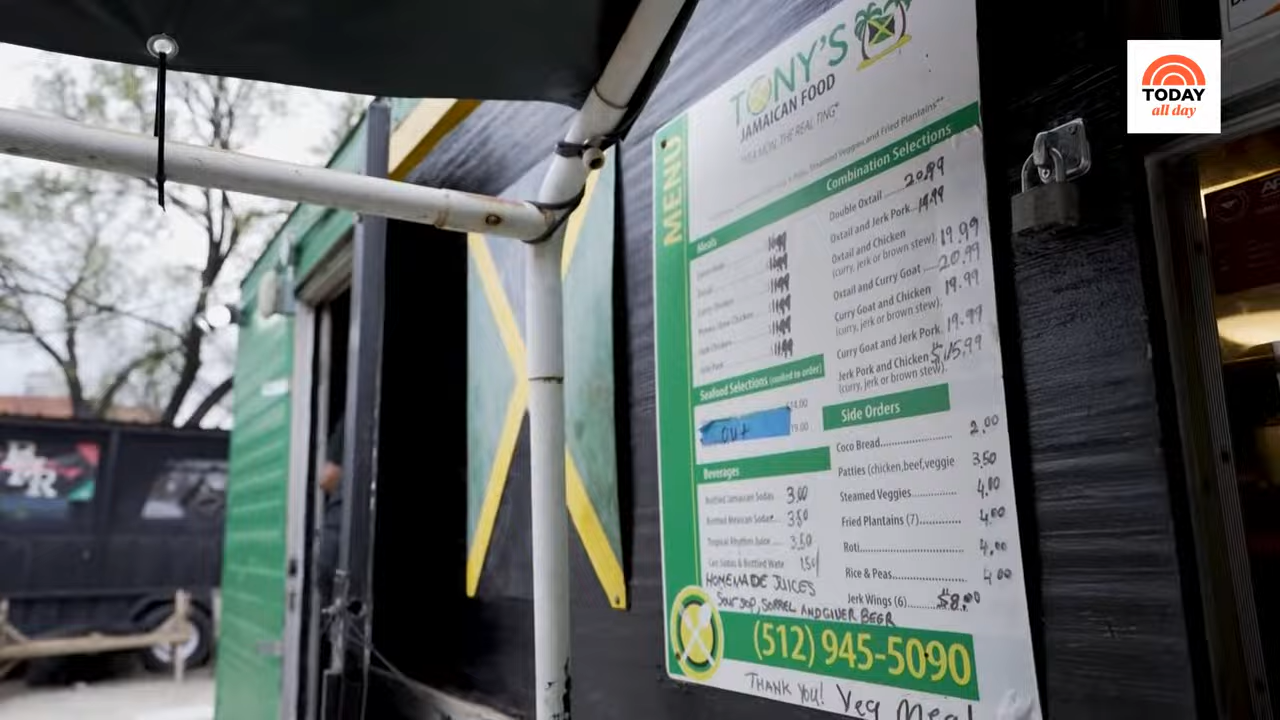 TODAY
all day
TONY'S
JAMAICAN FOOD
"YEA MON, THE REAL TING"
Steamed Veggies and Fried Plantains**
MENU
Combination Selections
Double Oxtail 20.99
Oxtail and Jerk Pork 19.99
Oxtail and Chicken
(curry, jerk or brown stew) 19.99
Oxtail and Curry Goat 20.99
Curry Goat and Chicken 19.99
(curry, jerk or brown stew)
Curry Goat and Jerk Pork 19.99
Jerk Pork and Chicken $15.99
(curry, jerk or brown stew)
Meals
Seafood Selections (cooked to order)
OUT
Beverages
Bottled Jamaican Sodas 3.00
Bottled Mexican Sodas 3.50
Tropical Rhythm Juice 3.50
Can Sodas & Bottled Water 1.50
HOMENADE JUICES
SOURSOP, SORREL AND GINER BEER
Side Orders
Coco Bread 2.00
Patties (chicken,beef,veggie 3.50
Steamed Veggies 4.00
Fried Plantains (7) 4.00
Roti 4.00
Rice & Peas 4.00
Jerk Wings (6) $8.00
(512) 945-5090
THANK YOU! Veg Meal